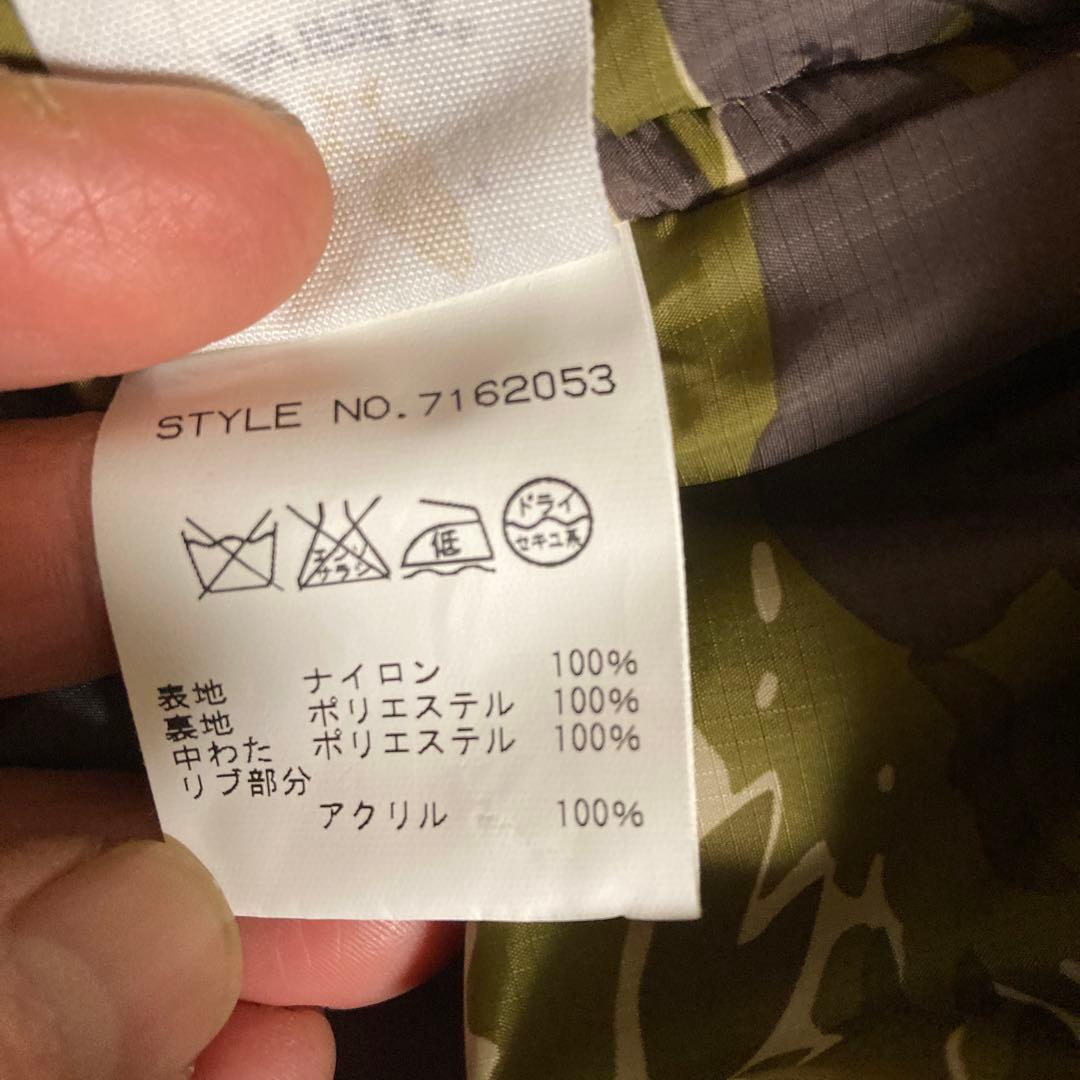 STYLE NO.7162053
エンソ
サラシ
低
ドライ
セキユ系
表地 ナイロン 100%
裏地 ポリエステル 100%
中わた ポリエステル 100%
リブ部分
アクリル 100%